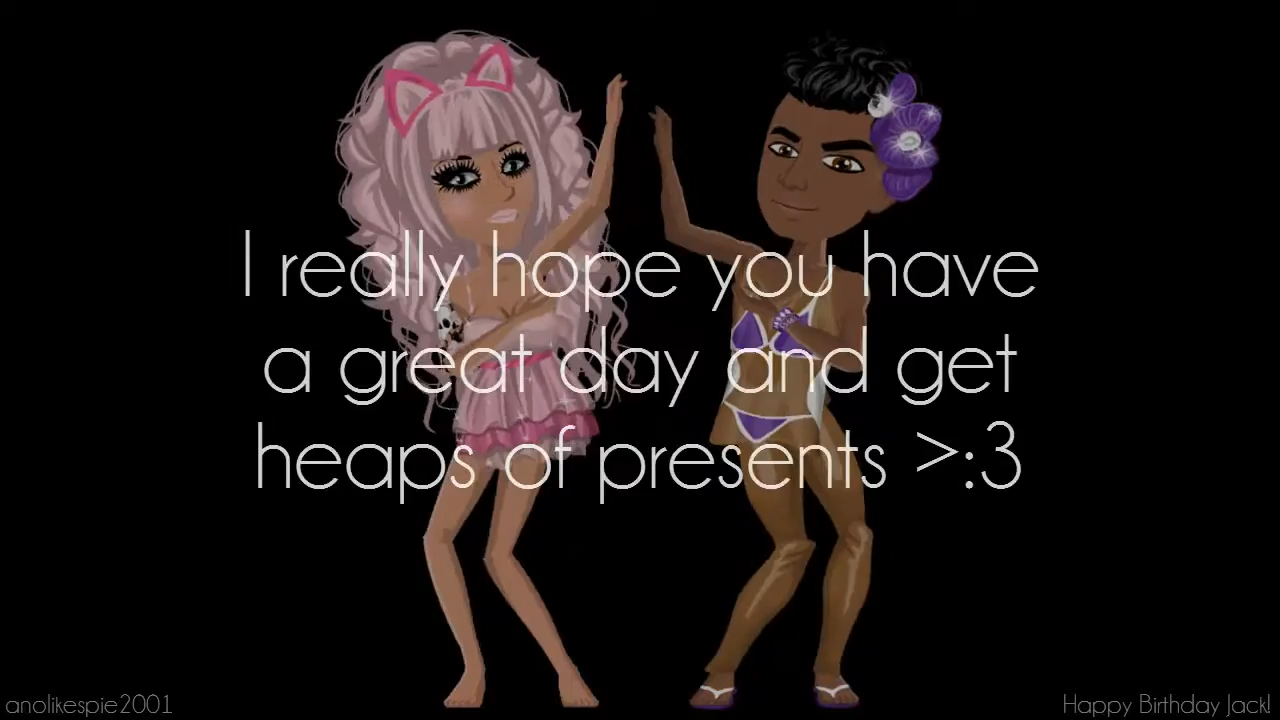 I really hope you have
a great day and get
heaps of presents >:3
anolikespie2001
Happy Birthday Jack!